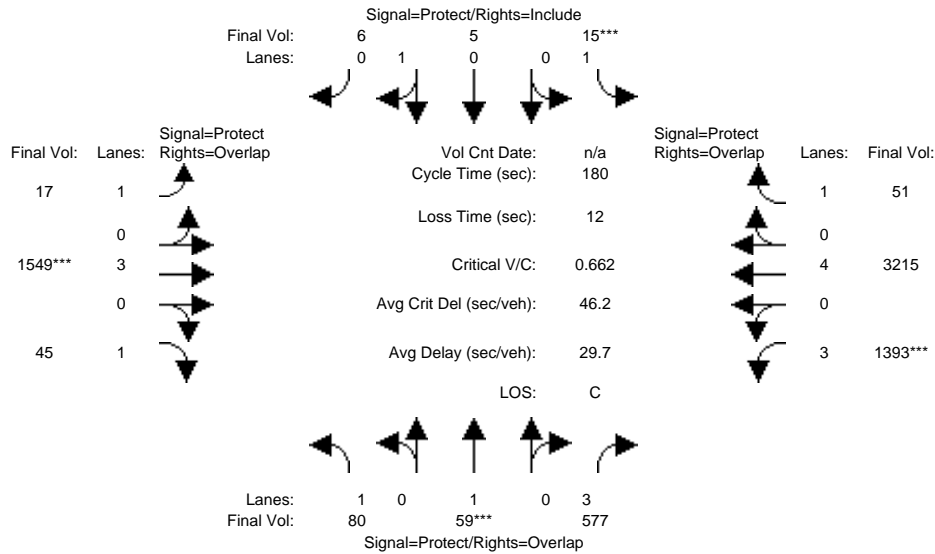 Signal=Protect/Rights=Include
Final Vol: 6 5 15***
Lanes: 0 1 0 0 1
Signal=Protect Signal=Protect
Final Vol: Lanes: Rights=Overlap Vol Cnt Date: n/a Rights=Overlap Lanes: Final Vol:
Cycle Time (sec): 180
17 1 1 51
Loss Time (sec): 12
0 0
1549*** 3 Critical V/C: 0.662 4 3215
0 Avg Crit Del (sec/veh): 46.2 0
45 1 Avg Delay (sec/veh): 29.7 3 1393***
LOS: C
Lanes: 1 0 1 0 3
Final Vol: 80 59*** 577
Signal=Protect/Rights=Overlap